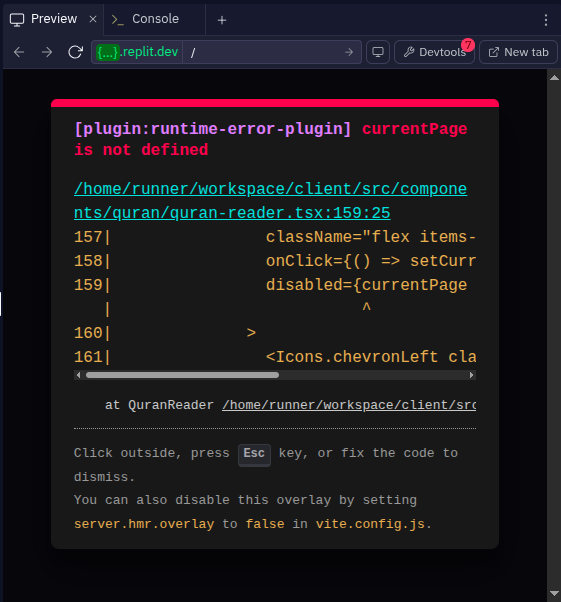 Preview × >_ Console +
{...}.replit.dev / Devtools 7 New tab
[plugin:runtime-error-plugin] currentPage
is not defined
/home/runner/workspace/client/src/compone
nts/quran/quran-reader.tsx:159:25
157| className="flex items-
158| onClick={() => setCurr
159| disabled={currentPage
| ^
160| >
161| <Icons.chevronLeft cla
at QuranReader /home/runner/workspace/client/src
Click outside, press Esc key, or fix the code to
dismiss.
You can also disable this overlay by setting
server.hmr.overlay to false in vite.config.js.